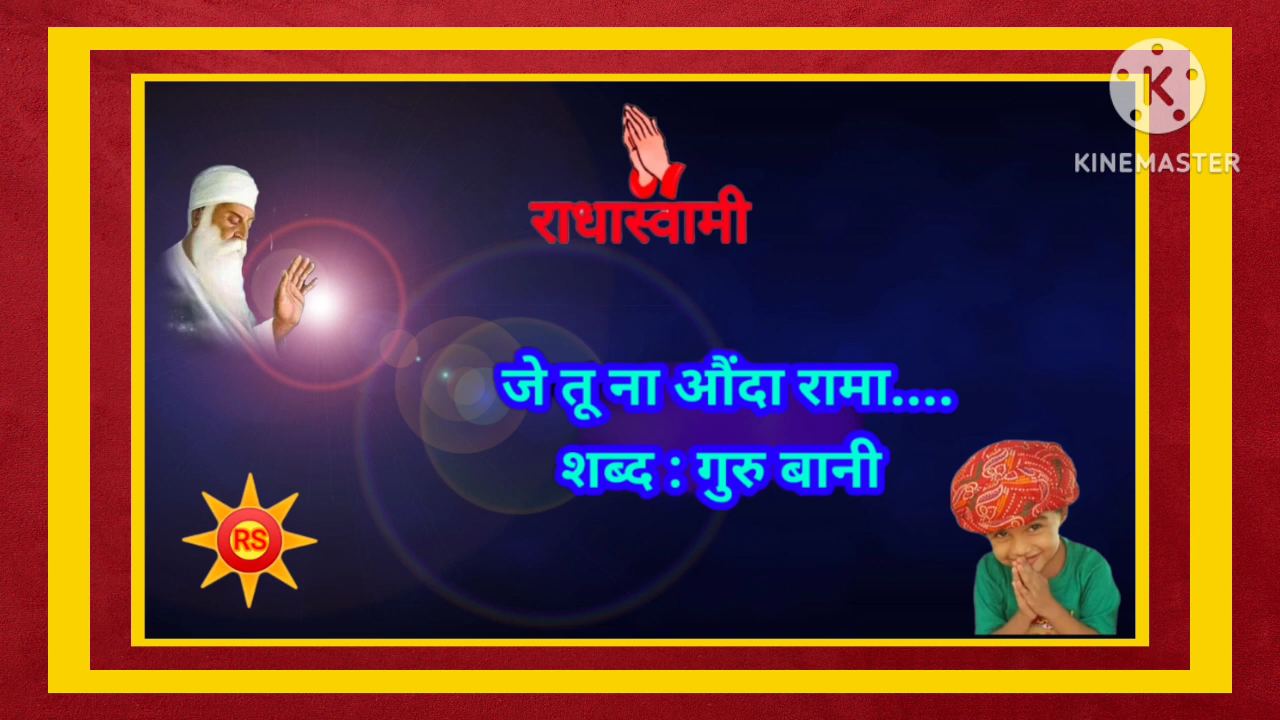 K
KINEMASTER
राधास्वामी
जे तू ना औंदा रामा....
शब्द : गुरु बानी
RS